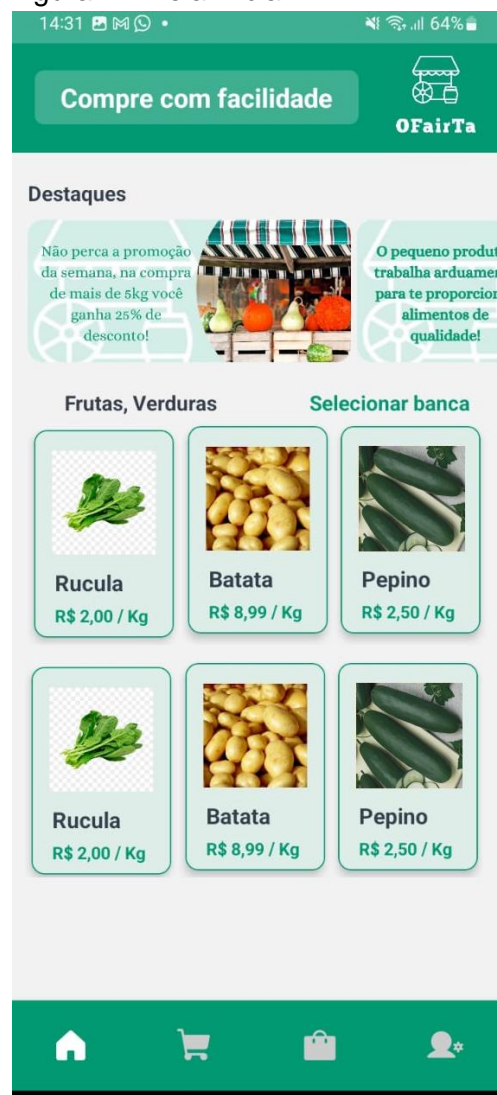 14:31
64%
Compre com facilidade
OFairTa
Destaques
Não perca a promoção
da semana, na compra
de mais de 5kg você
ganha 25% de
desconto!
O pequeno
trabalha
para te
alimentos de
qualidade!
Frutas, Verduras
Selecionar banca
Rucula
R$ 2,00 / Kg
Batata
R$ 8,99 / Kg
Pepino
R$ 2,50 / Kg
Rucula
R$ 2,00 / Kg
Batata
R$ 8,99 / Kg
Pepino
R$ 2,50 / Kg